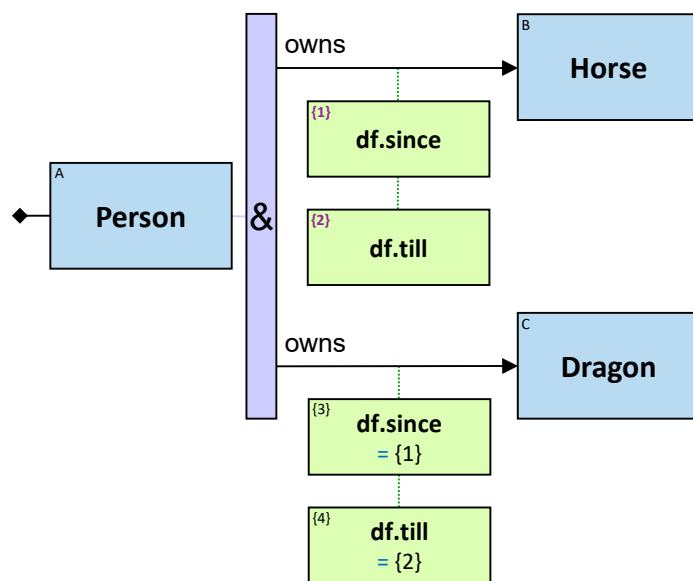 owns
B
Horse
{1}
df.since
A
Person
&
{2}
df.till
owns
C
Dragon
{3}
df.since
= {1}
{4}
df.till
= {2}